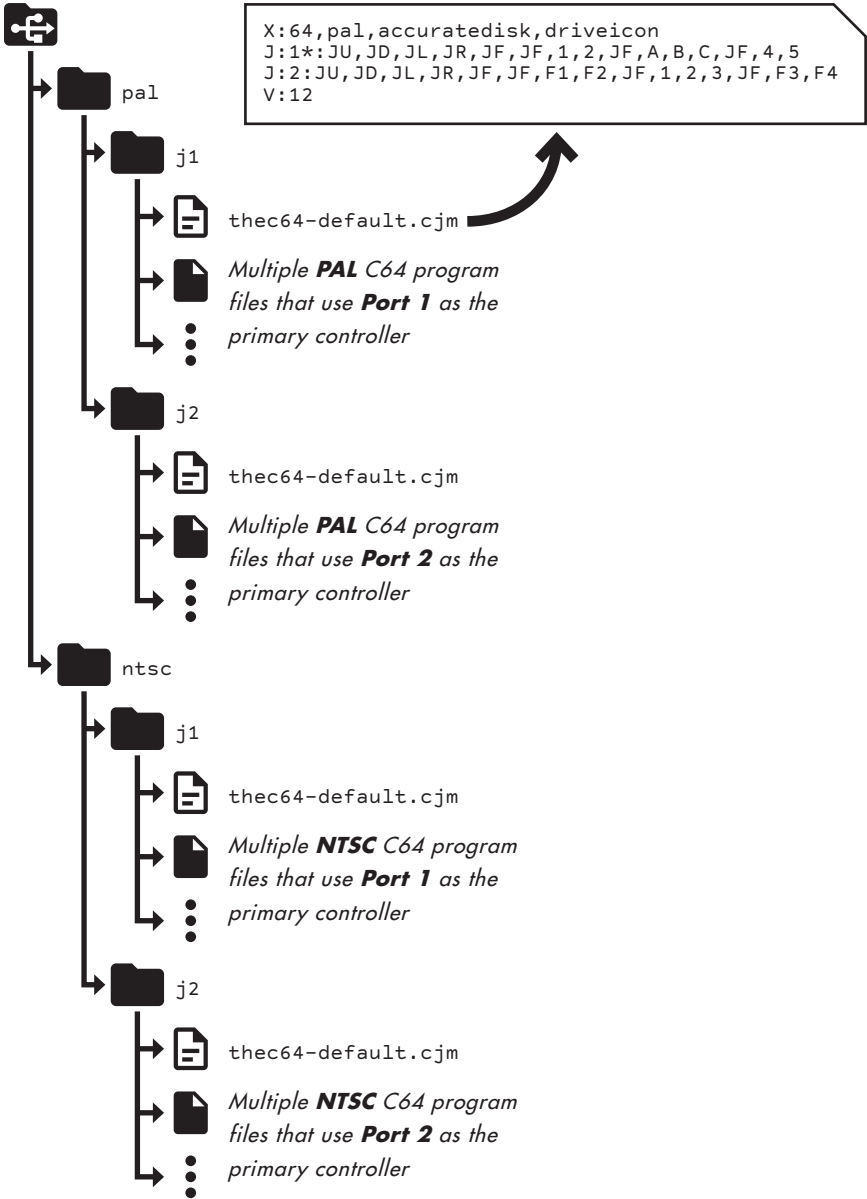 X:64,pal,accuratedisk,driveicon
J:1*:JU,JD,JL,JR,JF,JF,1,2,JF,A,B,C,JF,4,5
J:2:JU,JD,JL,JR,JF,JF,F1,F2,JF,1,2,3,JF,F3,F4
V:12
pal
j1
thec64-default.cjm
Multiple PAL C64 program
files that use Port 1 as the
primary controller
j2
thec64-default.cjm
Multiple PAL C64 program
files that use Port 2 as the
primary controller
ntsc
j1
thec64-default.cjm
Multiple NTSC C64 program
files that use Port 1 as the
primary controller
j2
thec64-default.cjm
Multiple NTSC C64 program
files that use Port 2 as the
primary controller